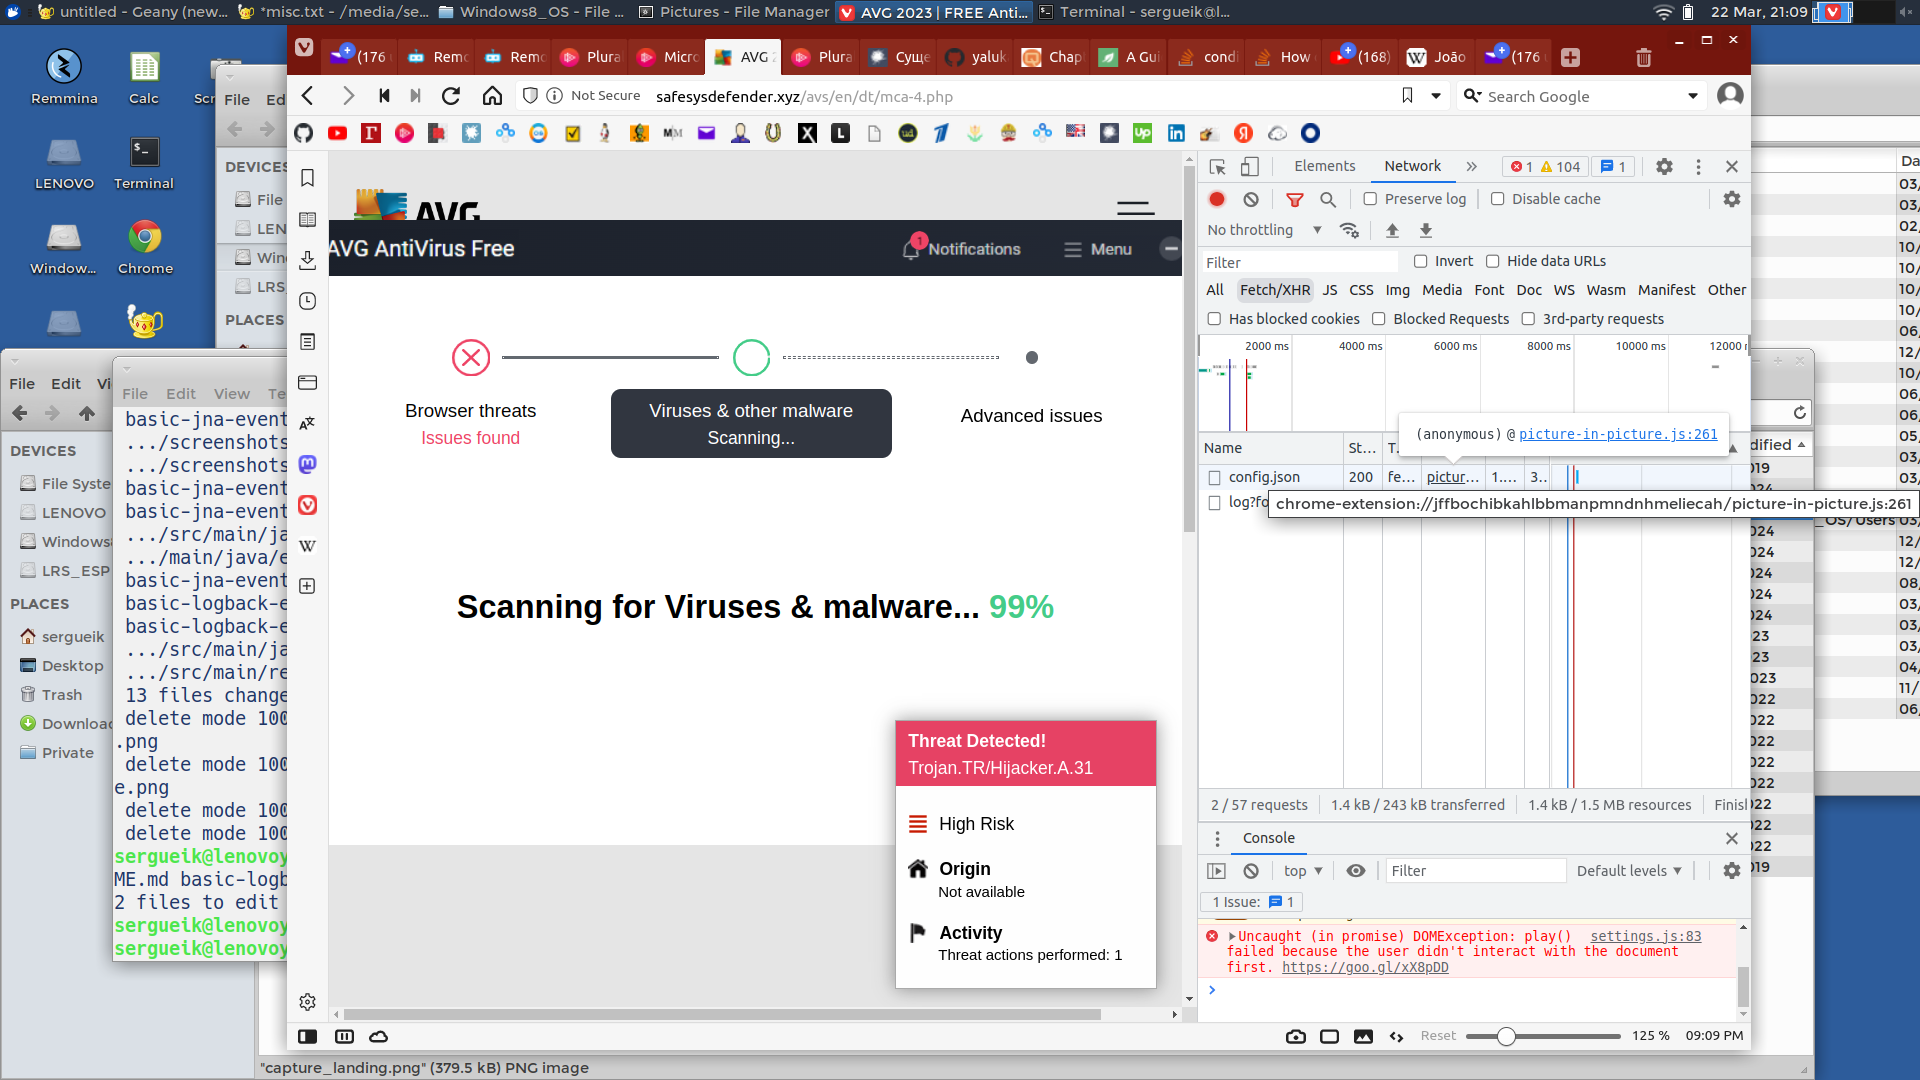 untitled - Geany (new...
*misc.txt - /media/se...
Windows8_OS - File ...
Pictures - File Manager
AVG 2023 | FREE Anti...
Terminal - sergueik@l...
22 Mar, 21:09
Remmina
Calc
LENOVO
Terminal
Window...
Chrome
File
DEVICES
File
LEN
Win
LRS
PLACES
(176
Remo
Remo
Plura
Micro
AVG 2
Plura
Суще
yaluk
Chap
A Gui
condi
How
(168)
João
(176
Not Secure
safesysdefender.xyz/avs/en/dt/mca-4.php
Search Google
AVG
AVG AntiVirus Free
1
Notifications
Menu
Browser threats
Issues found
Viruses & other malware
Scanning...
Advanced issues
Scanning for Viruses & malware... 99%
Threat Detected!
Trojan.TR/Hijacker.A.31
High Risk
Origin
Not available
Activity
Threat actions performed: 1
Elements
Network
1
104
1
Preserve log
Disable cache
No throttling
Filter
Invert
Hide data URLs
All
Fetch/XHR
JS
CSS
Img
Media
Font
Doc
WS
Wasm
Manifest
Other
Has blocked cookies
Blocked Requests
3rd-party requests
2000 ms
4000 ms
6000 ms
8000 ms
10000 ms
(anonymous) @ picture-in-picture.js:261
Name
St...
config.json
200
fe...
pictur...
1....
3..
chrome-extension://jffbochibkahlbbmanpmndnhmeliecah/picture-in-picture.js:261
2 / 57 requests
1.4 kB / 243 kB transferred
1.4 kB / 1.5 MB resources
Console
top
Filter
Default levels
1 Issue:
1
Uncaught (in promise) DOMException: play()
settings.js:83
failed because the user didn't interact with the document
first. https://goo.gl/xX8pDD
Reset
125 %
09:09 PM
File
Edit
DEVICES
File Syste
LENOVO
Windows
LRS_ESP
PLACES
sergueik
Desktop
Trash
Downloa
Private
File
Edit
View
basic-jna-event
.../screenshots
.../screenshots
basic-jna-event
basic-jna-event
.../src/main/ja
.../main/java/e
basic-jna-event
basic-logback-e
basic-logback-e
.../src/main/ja
.../src/main/re
13 files change
delete mode 100
.png
delete mode 100
e.png
delete mode 100
delete mode 100
sergueik@lenovoy
ME.md basic-logb
2 files to edit
sergueik@lenovoy
sergueik@lenovoy
"capture_landing.png" (379.5 kB) PNG image